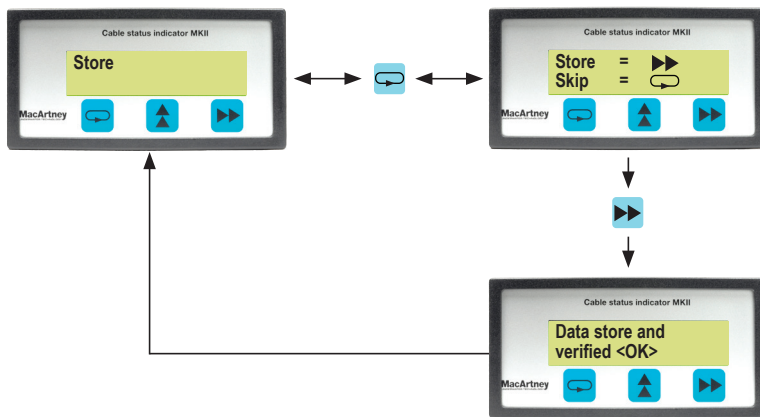 Cable status indicator MKII
Store
MacArtney
Cable status indicator MKII
Store =
Skip =
MacArtney
Cable status indicator MKII
Data store and
verified <OK>
MacArtney